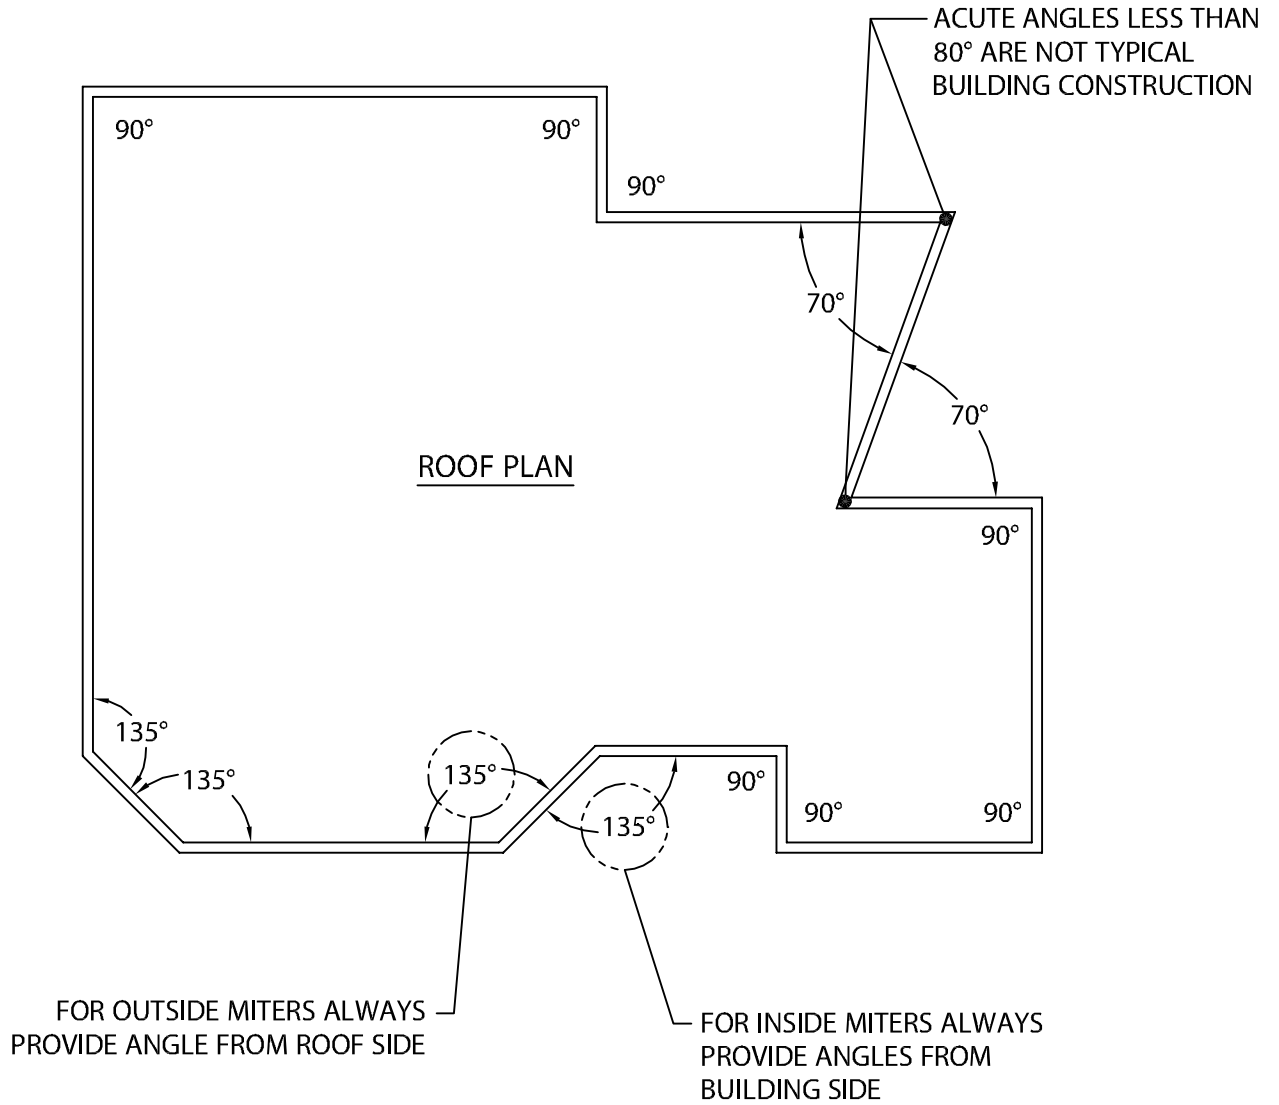 ACUTE ANGLES LESS THAN
80° ARE NOT TYPICAL
BUILDING CONSTRUCTION
90°
90°
90°
70°
70°
ROOF PLAN
90°
135°
135°
135°
135°
90°
90°
90°
FOR OUTSIDE MITERS ALWAYS
PROVIDE ANGLE FROM ROOF SIDE
FOR INSIDE MITERS ALWAYS
PROVIDE ANGLES FROM
BUILDING SIDE